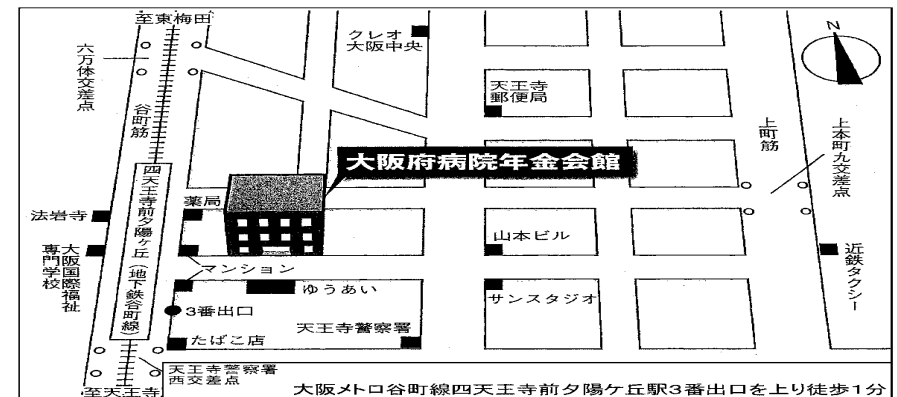 至東梅田
六万体交差点
谷町筋
クレオ
大阪中央
N
天王寺
郵便局
上町筋
上本町九交差点
大阪府病院年金会館
四天王寺前夕陽ヶ丘(地下鉄谷町線)
薬局
法岩寺
大阪国際福祉
専門学校
マンション
山本ビル
近鉄タクシー
ゆうあい
サンスタジオ
3番出口
天王寺警察署
たばこ店
天王寺警察署
西交差点
至天王寺
大阪メトロ谷町線四天王寺前夕陽ケ丘駅3番出口を上り徒歩1分